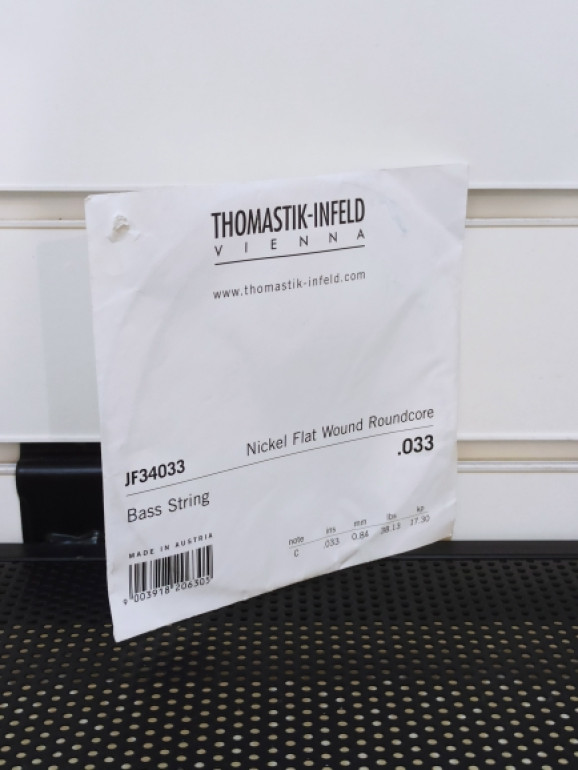 THOMASTIK-INFELD
VIENNA
www.thomastik-infeld.com
Nickel Flat Wound Roundcore
JF34033
.033
Bass String
note ins mm lbs kp
C .033 0.84 38.13 17.30
MADE IN AUSTRIA
9 003918 206305